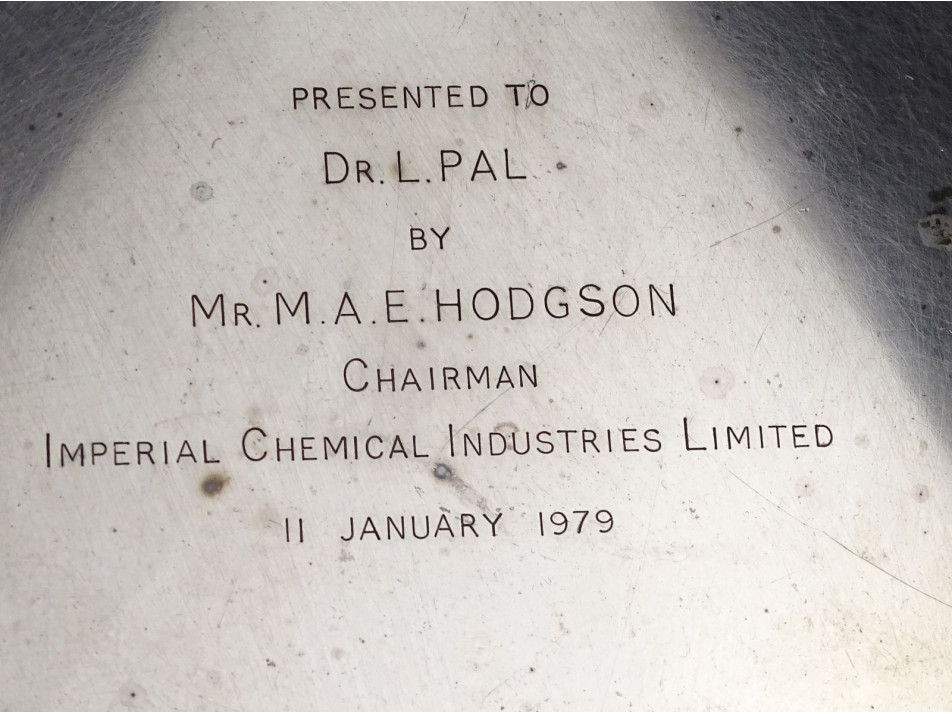 PRESENTED TO
DR. L. PAL
BY
MR. M. A. E. HODGSON
CHAIRMAN
IMPERIAL CHEMICAL INDUSTRIES LIMITED
11 JANUARY 1979